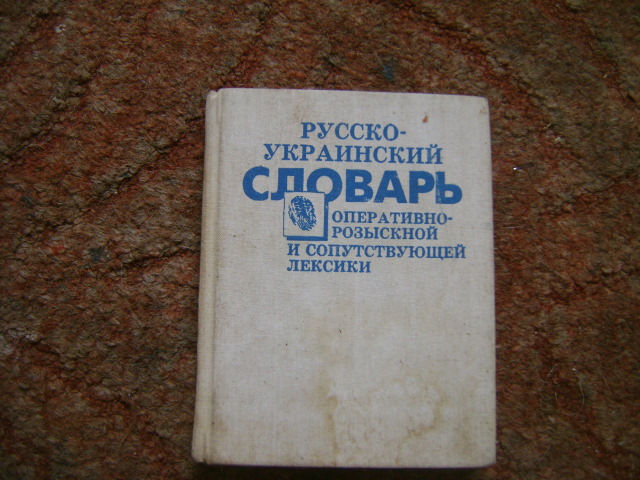 РУССКО-
УКРАИНСКИЙ
СЛОВАРЬ
ОПЕРАТИВНО-
РОЗЫСКНОЙ
И СОПУТСТВУЮЩЕЙ
ЛЕКСИКИ